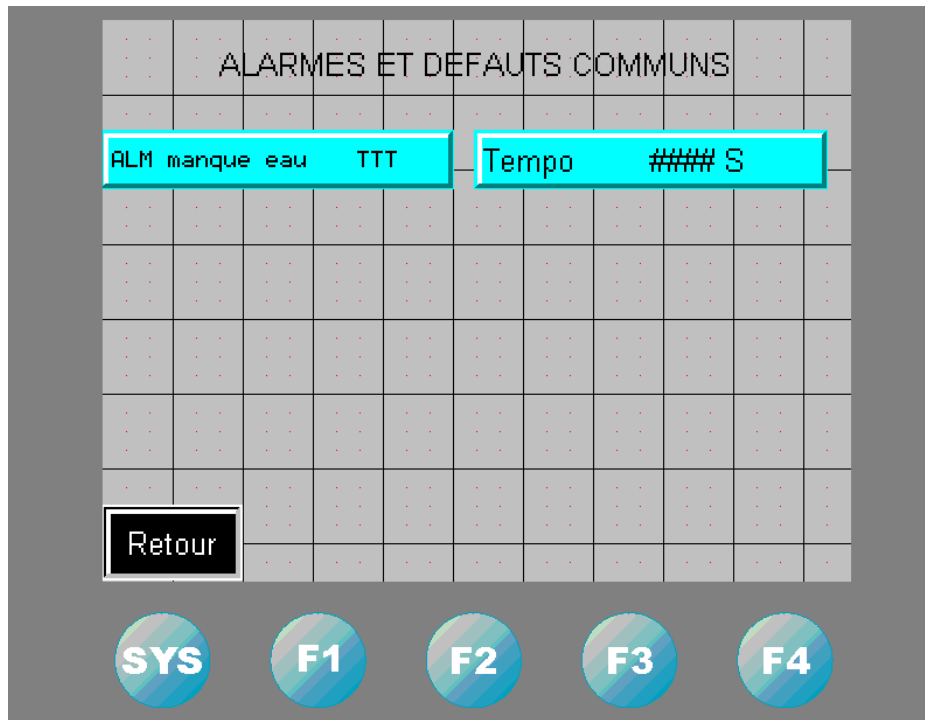 ALARMES ET DEFAUTS COMMUNS
ALM manque eau TTT
Tempo #### S
Retour
SYS F1 F2 F3 F4